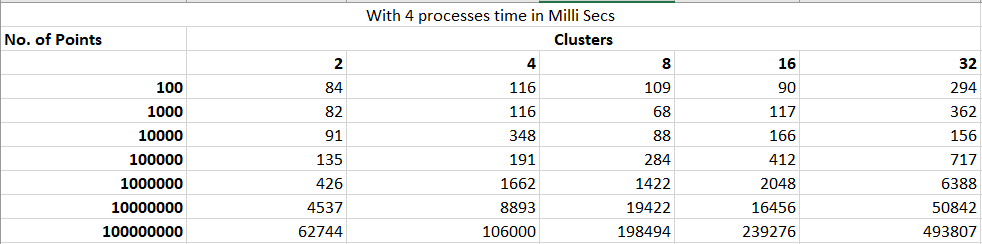 With 4 processes time in Milli Secs
No. of Points Clusters
2 4 8 16 32
100 84 116 109 90 294
1000 82 116 68 117 362
10000 91 348 88 166 156
100000 135 191 284 412 717
1000000 426 1662 1422 2048 6388
10000000 4537 8893 19422 16456 50842
100000000 62744 106000 198494 239276 493807